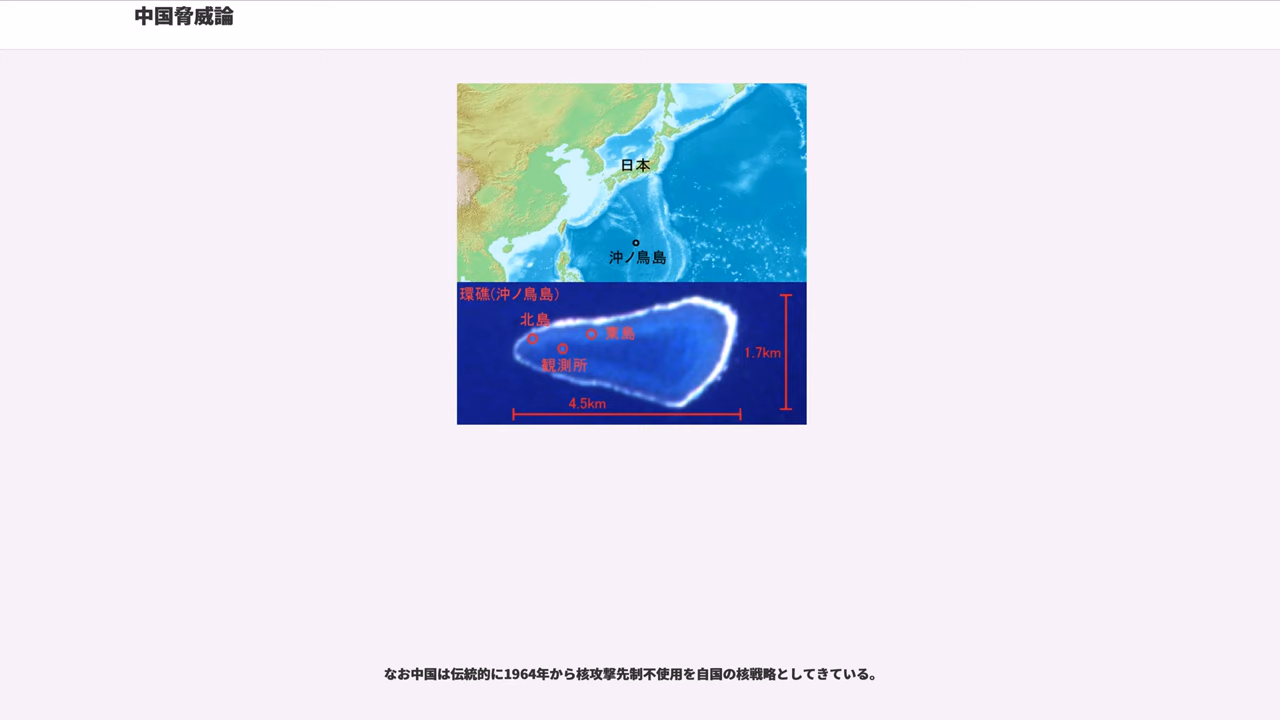 中国脅威論
日本
沖ノ鳥島
環礁(沖ノ鳥島)
北島
東島
観測所
1.7km
4.5km
なお中国は伝統的に1964年から核攻撃先制不使用を自国の核戦略としてきている。